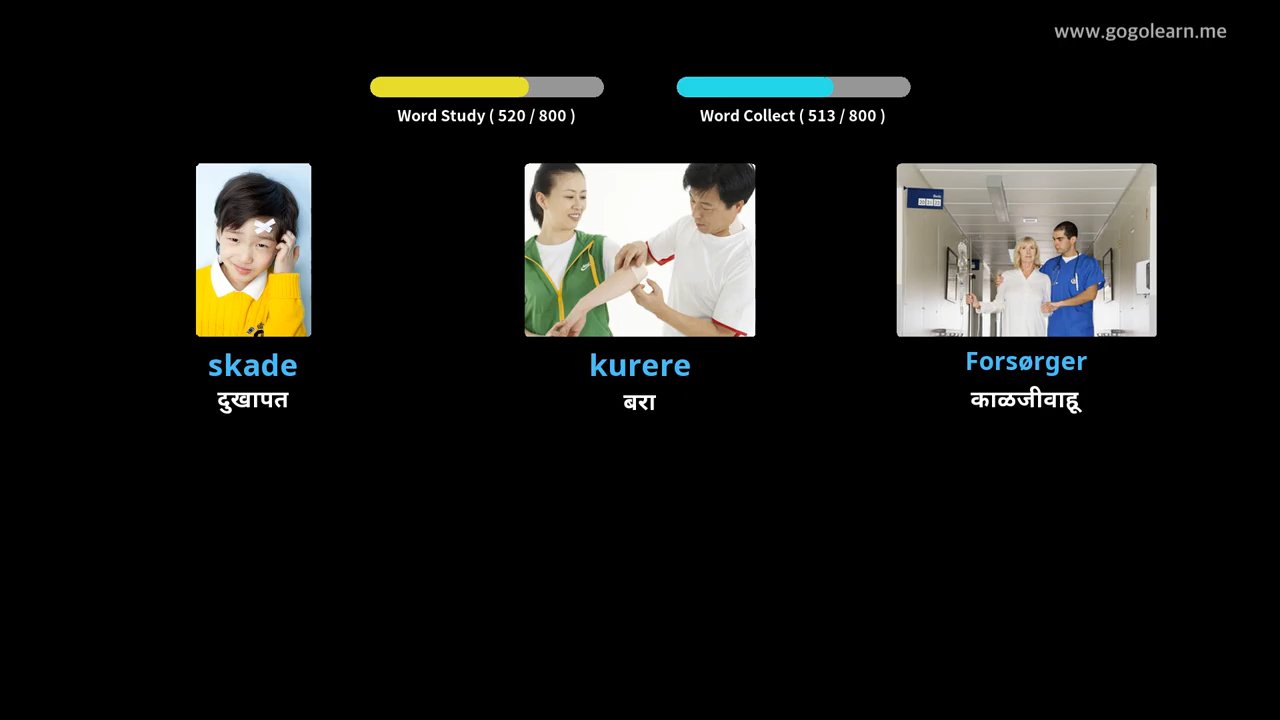 www.gogolearn.me
Word Study ( 520 / 800 )
Word Collect ( 513 / 800 )
skade
kurere
Forsørger
दुखापत
बरा
काळजीवाहू